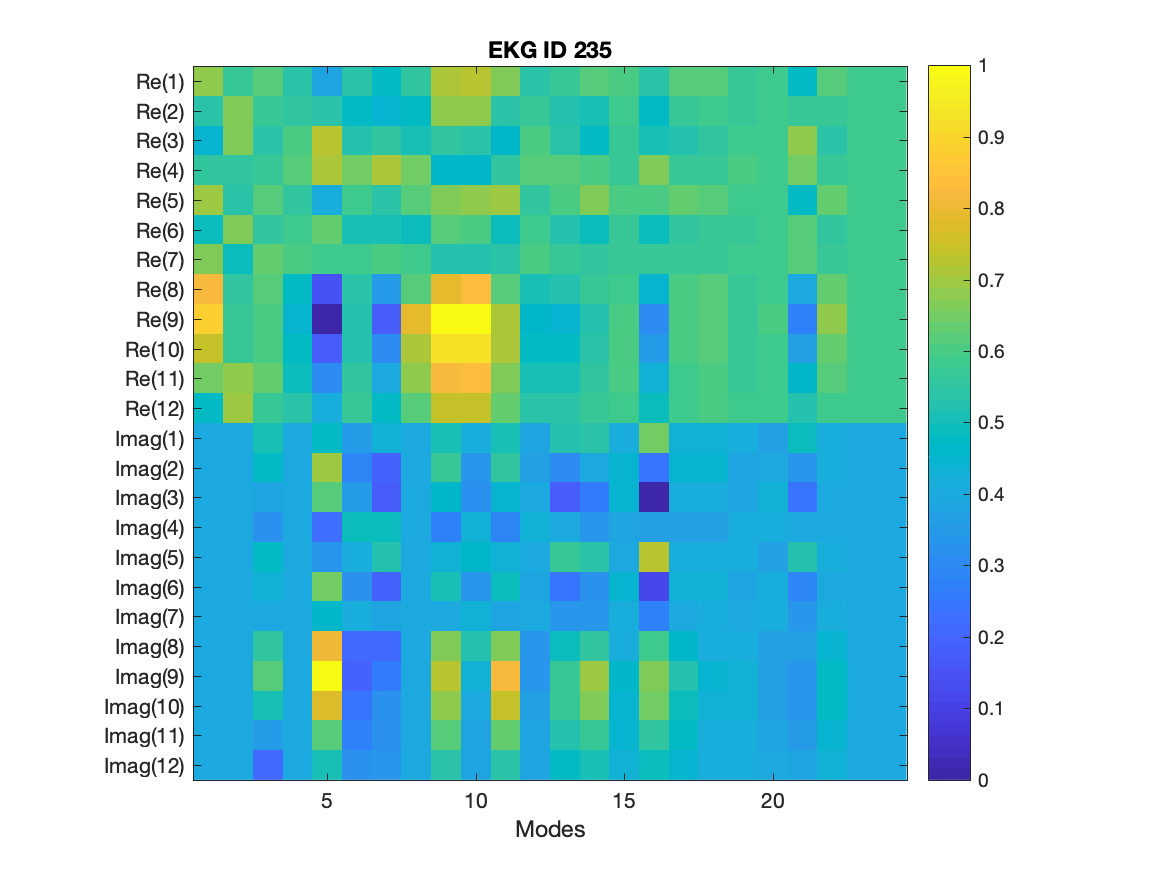 EKG ID 235
Re(1)
Re(2)
Re(3)
Re(4)
Re(5)
Re(6)
Re(7)
Re(8)
Re(9)
Re(10)
Re(11)
Re(12)
Imag(1)
Imag(2)
Imag(3)
Imag(4)
Imag(5)
Imag(6)
Imag(7)
Imag(8)
Imag(9)
Imag(10)
Imag(11)
Imag(12)
5 10 15 20
Modes
1
0.9
0.8
0.7
0.6
0.5
0.4
0.3
0.2
0.1
0